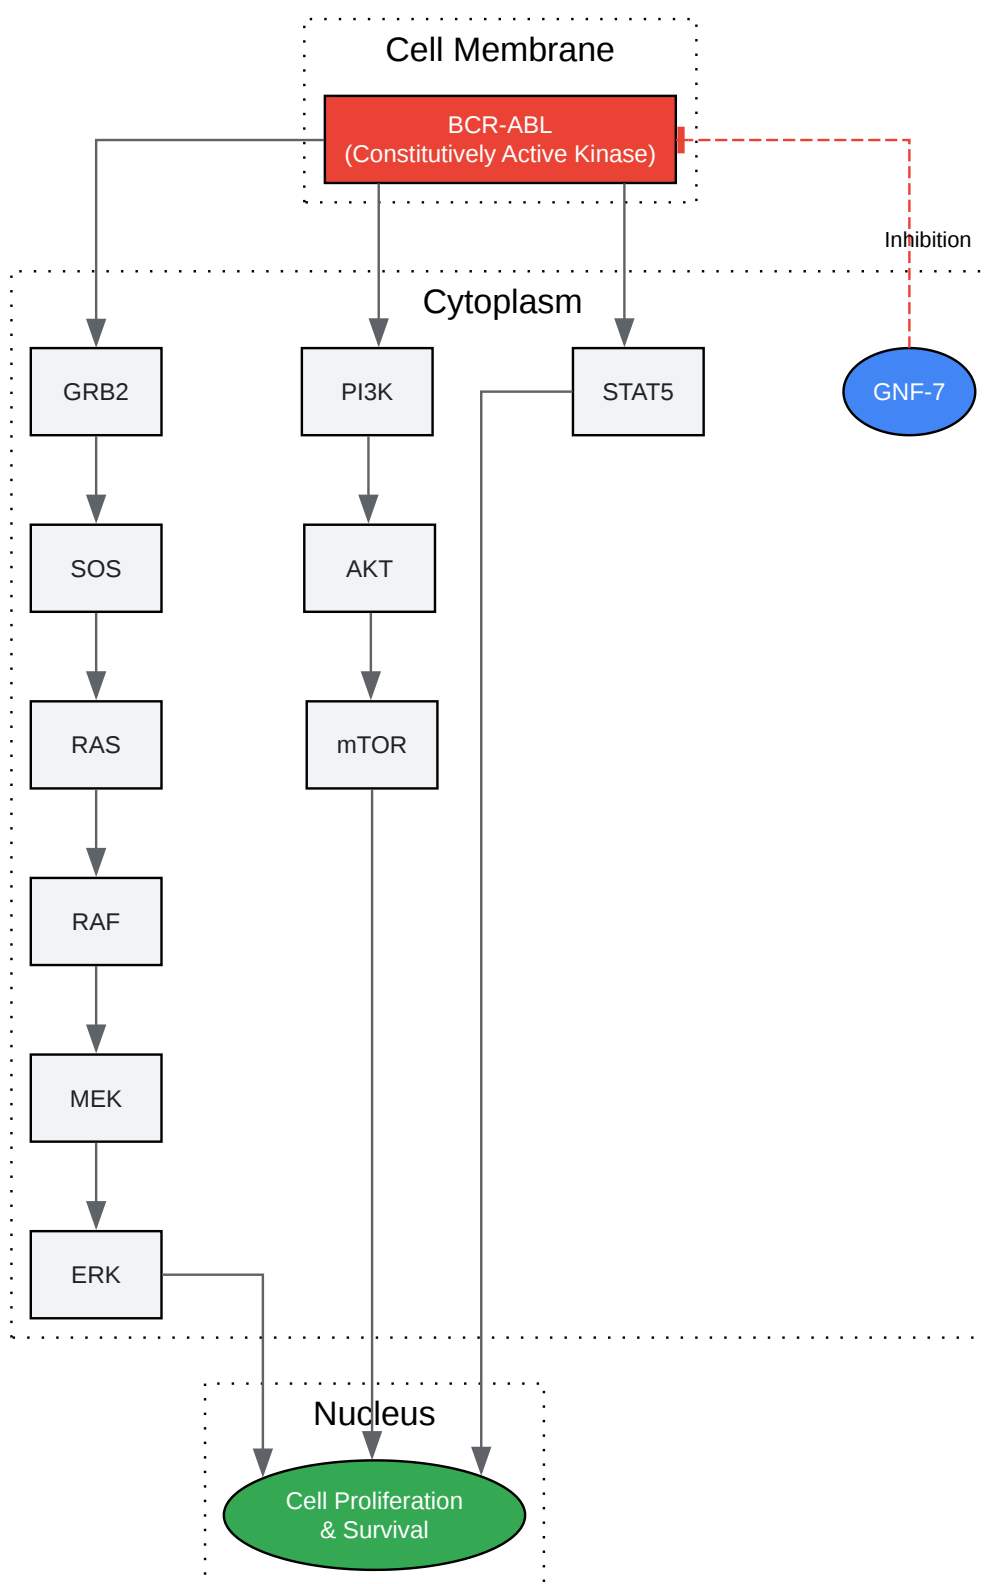 Cell Membrane
BCR-ABL
(Constitutively Active Kinase)
Inhibition
Cytoplasm
GRB2
PI3K
STAT5
GNF-7
SOS
AKT
RAS
mTOR
RAF
MEK
ERK
Nucleus
Cell Proliferation
& Survival